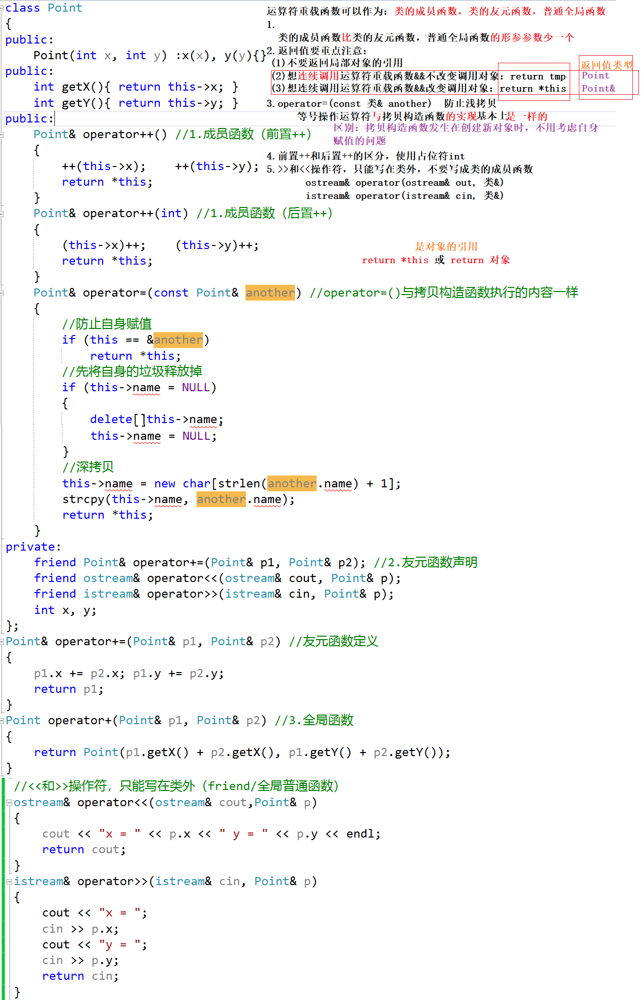 class Point
{
public:
Point(int x, int y) :x(x), y(y){}
public:
int getX(){ return this->x; }
int getY(){ return this->y; }
public:
Point& operator++() //1.成员函数（前置++）
{
++(this->x);    ++(this->y);
return *this;
}
Point& operator++(int) //1.成员函数（后置++）
{
(this->x)++;    (this->y)++;
return *this;
}
Point& operator=(const Point& another) //operator=()与拷贝构造函数执行的内容一样
{
//防止自身赋值
if (this == &another)
return *this;
//先将自身的垃圾释放掉
if (this->name = NULL)
{
delete[]this->name;
this->name = NULL;
}
//深拷贝
this->name = new char[strlen(another.name) + 1];
strcpy(this->name, another.name);
return *this;
}
private:
friend Point& operator+=(Point& p1, Point& p2); //2.友元函数声明
friend ostream& operator<<(ostream& cout, Point& p);
friend istream& operator>>(istream& cin, Point& p);
int x, y;
};
Point& operator+=(Point& p1, Point& p2) //友元函数定义
{
p1.x += p2.x; p1.y += p2.y;
return p1;
}
Point operator+(Point& p1, Point& p2) //3.全局函数
{
return Point(p1.getX() + p2.getX(), p1.getY() + p2.getY());
}
//<<和>>操作符，只能写在类外（friend/全局普通函数）
ostream& operator<<(ostream& cout,Point& p)
{
cout << "x = " << p.x << " y = " << p.y << endl;
return cout;
}
istream& operator>>(istream& cin, Point& p)
{
cout << "x = ";
cin >> p.x;
cout << "y = ";
cin >> p.y;
return cin;
}
运算符重载函数可以作为：类的成员函数，类的友元函数，普通全局函数
1.
类的成员函数比类的友元函数，普通全局函数的形参参数少一个
2.返回值要重点注意：
(1)不要返回局部对象的引用
返回值类型
(2)想连续调用运算符重载函数&&不改变调用对象：return tmp Point
(3)想连续调用运算符重载函数&&改变调用对象：return *this Point&
3.operator=(const 类& another)  防止浅拷贝
等号操作运算符与拷贝构造函数的实现基本上是一样的
区别：拷贝构造函数发生在创建新对象时，不用考虑自身
赋值的问题
4.前置++和后置++的区分，使用占位符int
5.>>和<<操作符，只能写在类外，不要写成类的成员函数
ostream& operator(ostream& out, 类&)
istream& operator(istream& cin, 类&)
是对象的引用
return *this 或 return 对象